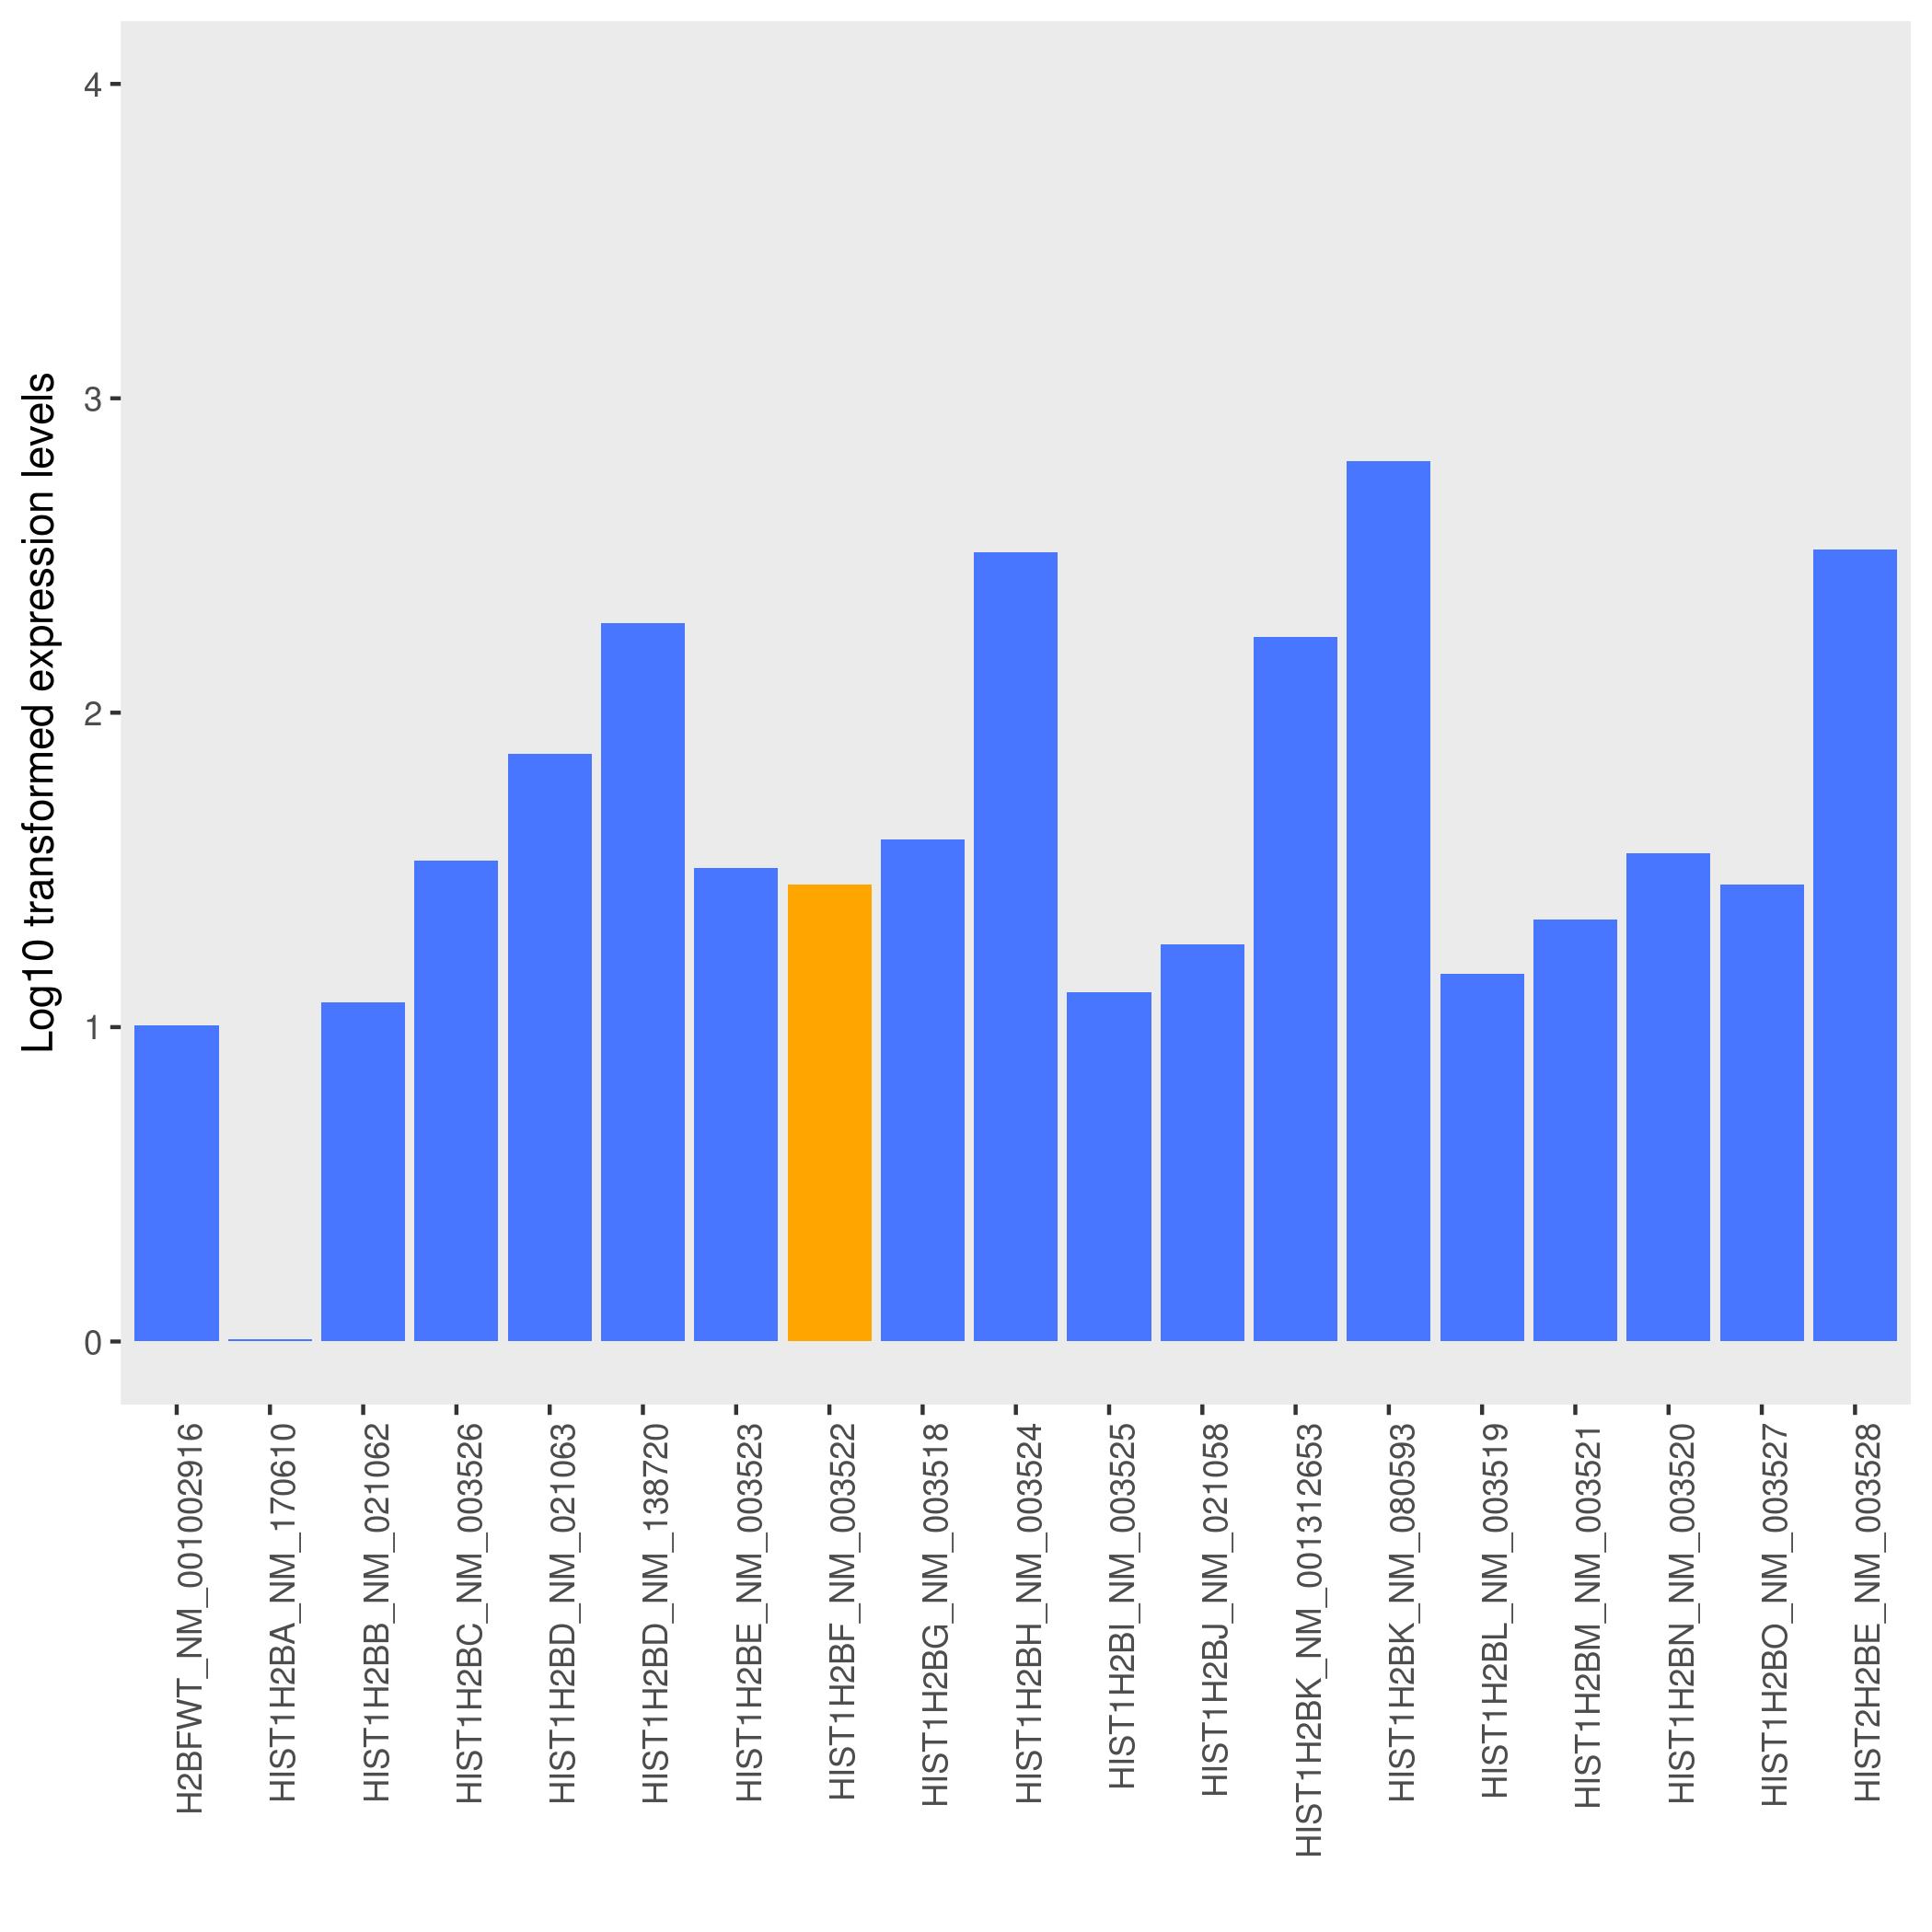 Log10 transformed expression levels
4
3
2
1
0
H2BFWT_NM_001002916
HIST1H2BA_NM_170610
HIST1H2BB_NM_021062
HIST1H2BC_NM_003526
HIST1H2BD_NM_021063
HIST1H2BD_NM_138720
HIST1H2BE_NM_003523
HIST1H2BF_NM_003522
HIST1H2BG_NM_003518
HIST1H2BH_NM_003524
HIST1H2BI_NM_003525
HIST1H2BJ_NM_021058
HIST1H2BK_NM_001312653
HIST1H2BK_NM_080593
HIST1H2BL_NM_003519
HIST1H2BM_NM_003521
HIST1H2BN_NM_003520
HIST1H2BO_NM_003527
HIST2H2BE_NM_003528